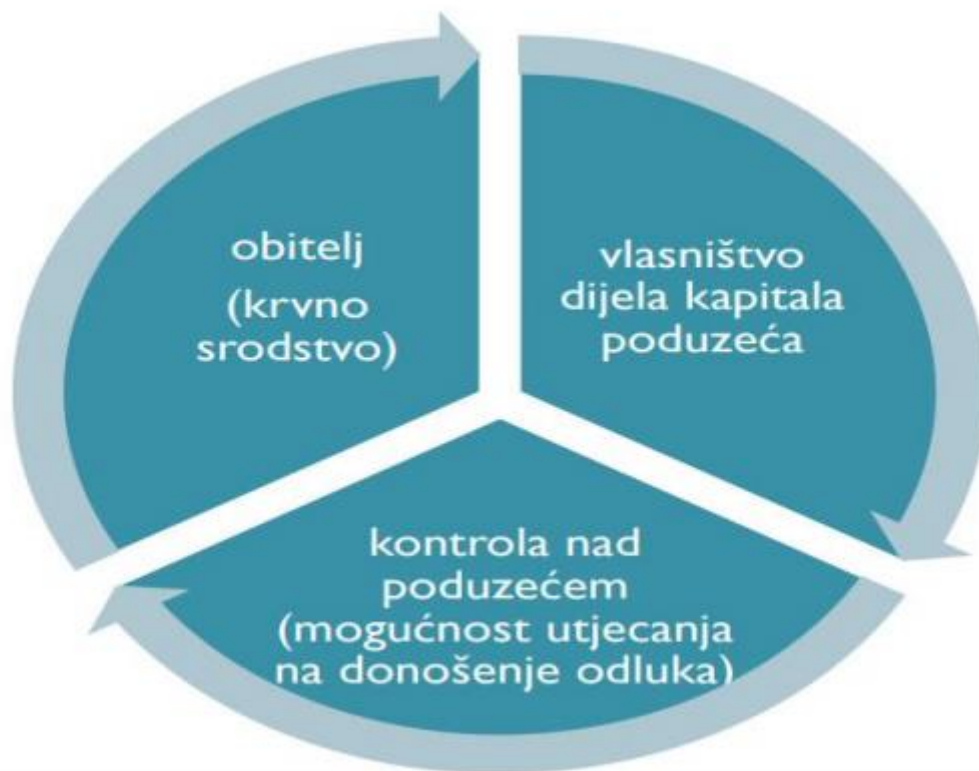 obitelj
(krvno
srodstvo)
vlasništvo
dijela kapitala
poduzeća
kontrola nad
poduzećem
(mogućnost utjecanja
na donošenje odluka)